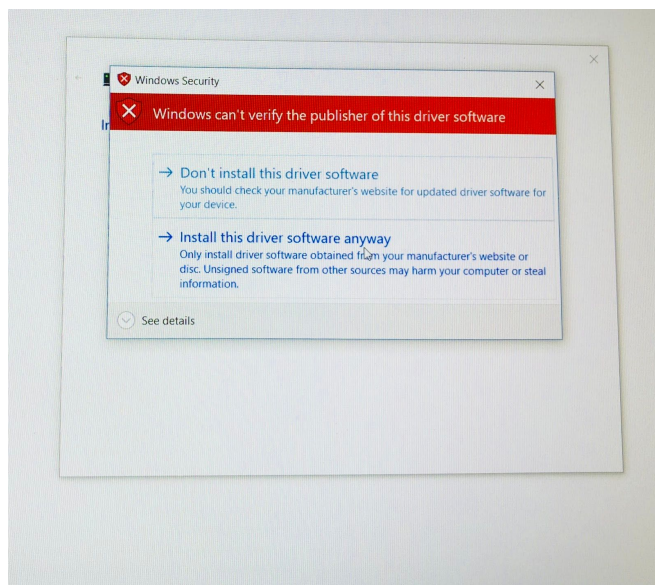 Windows Security
Windows can't verify the publisher of this driver software
Don't install this driver software
You should check your manufacturer's website for updated driver software for
your device.
Install this driver software anyway
Only install driver software obtained from your manufacturer's website or
disc. Unsigned software from other sources may harm your computer or steal
information.
See details